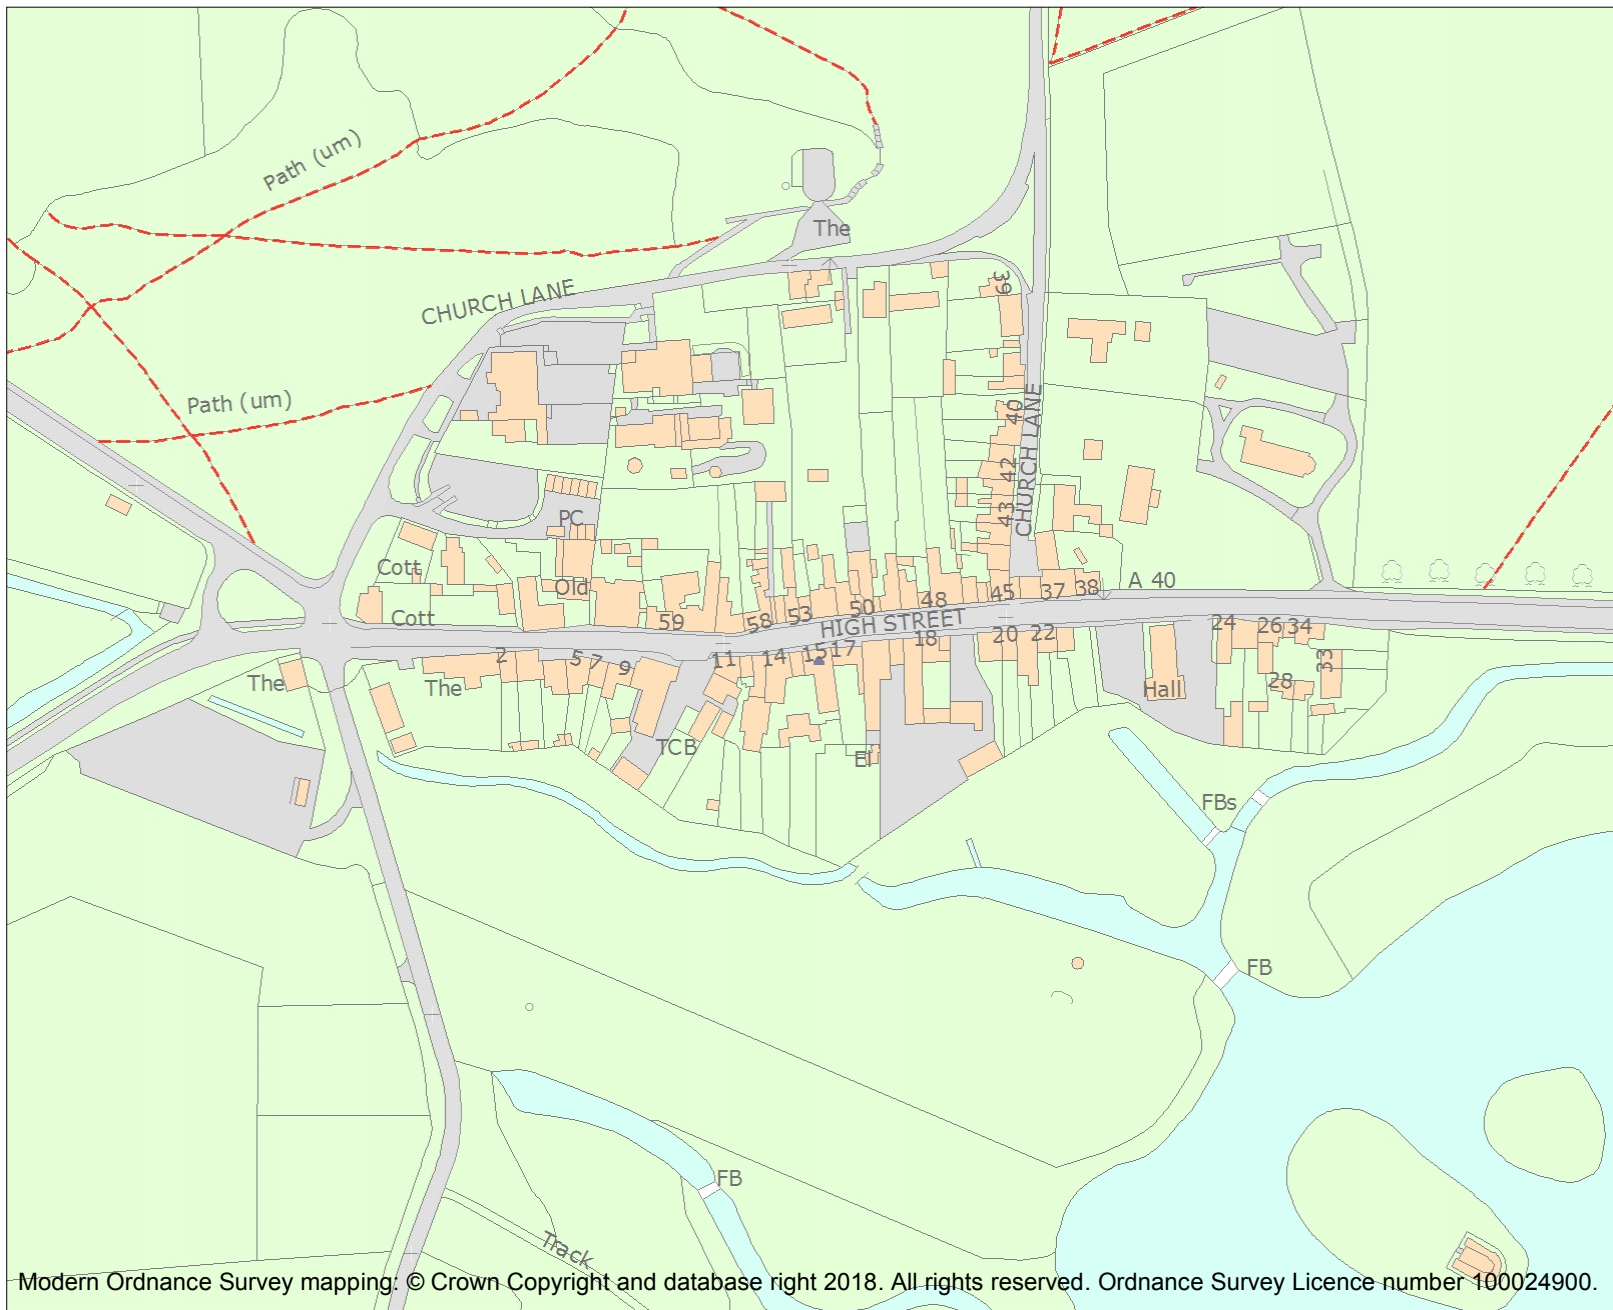 Path (um)
The
CHURCH LANE
39
Path (um)
40
CHURCH LANE
42
43
PC
Cott
Old
Cott
A 40
59
58
53
50
48
45
37
38
HIGH STREET
24
26
34
2
5
7
9
11
14
15
17
18
20
22
33
The
The
28
Hall
TCB
El
FBs
FB
FB
Track
Modern Ordnance Survey mapping: © Crown Copyright and database right 2018. All rights reserved. Ordnance Survey Licence number 100024900.